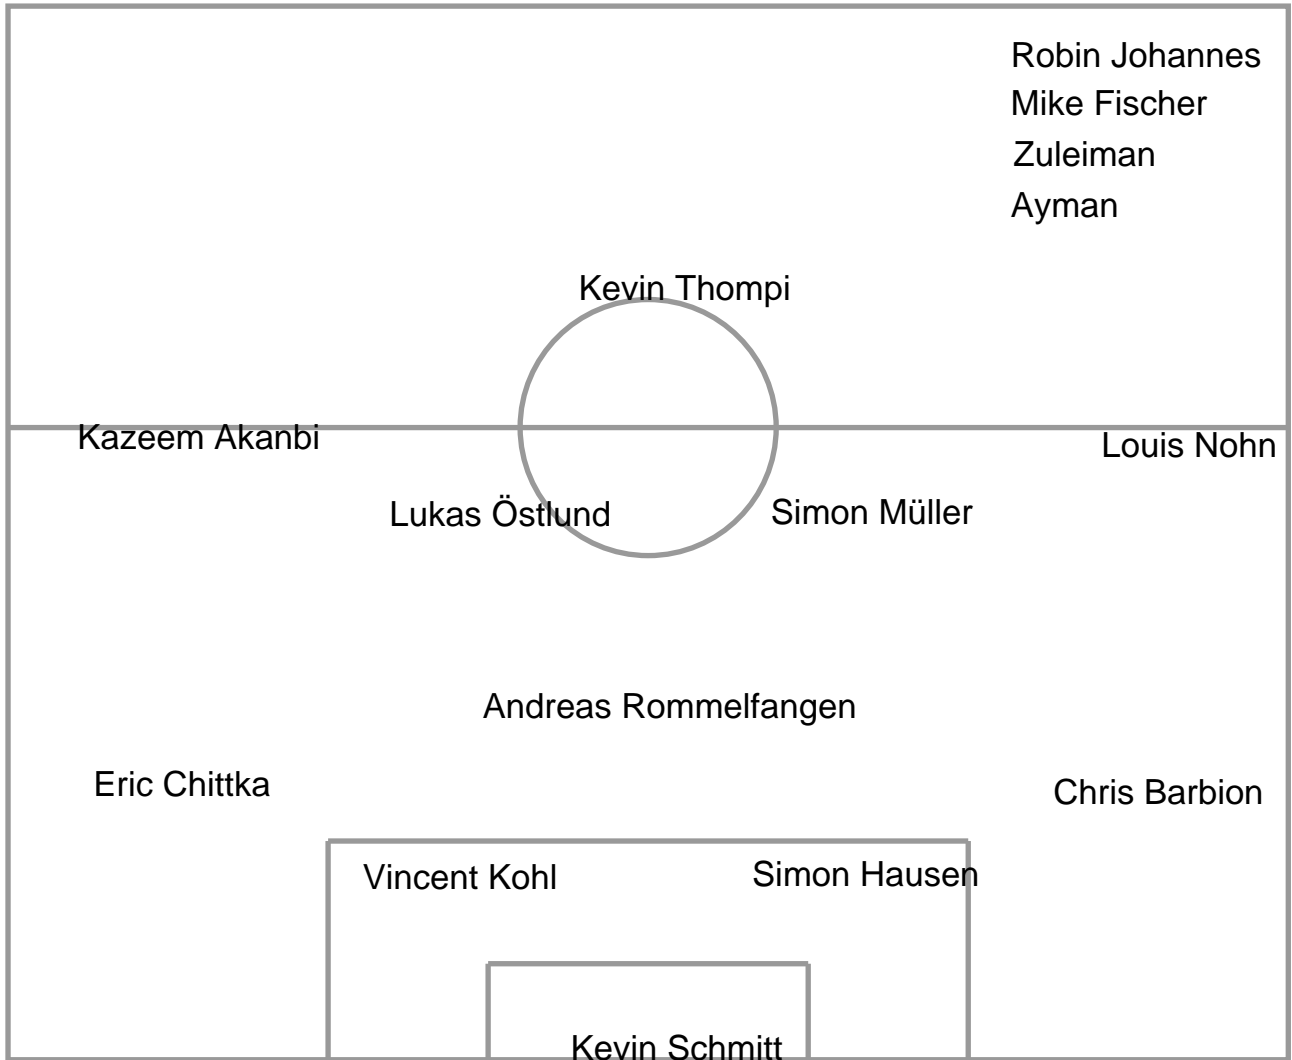 Robin Johannes
Mike Fischer
Zuleiman
Ayman
Kevin Thompi
Kazeem Akanbi
Louis Nohn
Lukas Östlund
Simon Müller
Andreas Rommelfangen
Eric Chittka
Chris Barbion
Vincent Kohl
Simon Hausen
Kevin Schmitt